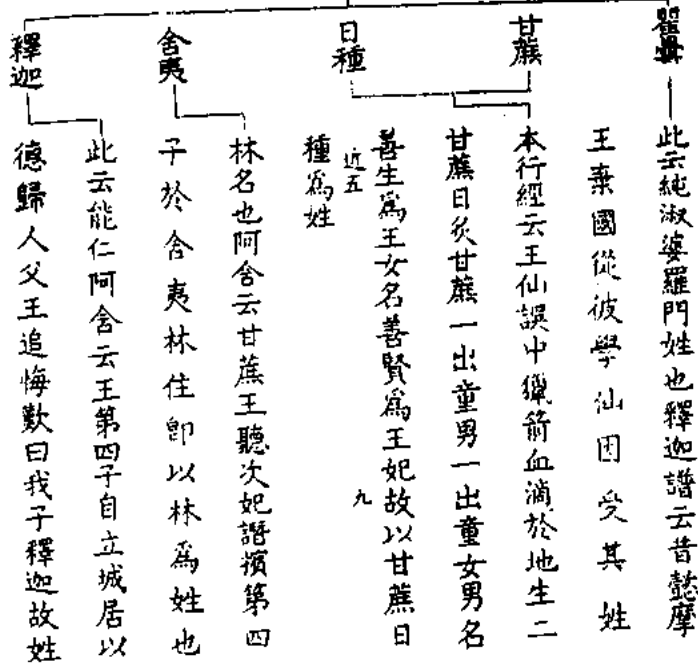 瞿曇
此云純淑婆羅門姓也釋迦譜云昔懿摩
王棄國從彼學仙因受其姓
甘蔗
日種
本行經云王仙誤中獵箭血滴於地生二
甘蔗日炙甘蔗一出童男一出童女男名
善生爲王女名善賢爲王妃故以甘蔗日
近五
九
種爲姓
舍夷
林名也阿含云甘蔗王聽次妃譖擯第四
子於舍夷林住卽以林爲姓也
釋迦
此云能仁阿含云王第四子自立城居以
德歸人父王追悔歎曰我子釋迦故姓